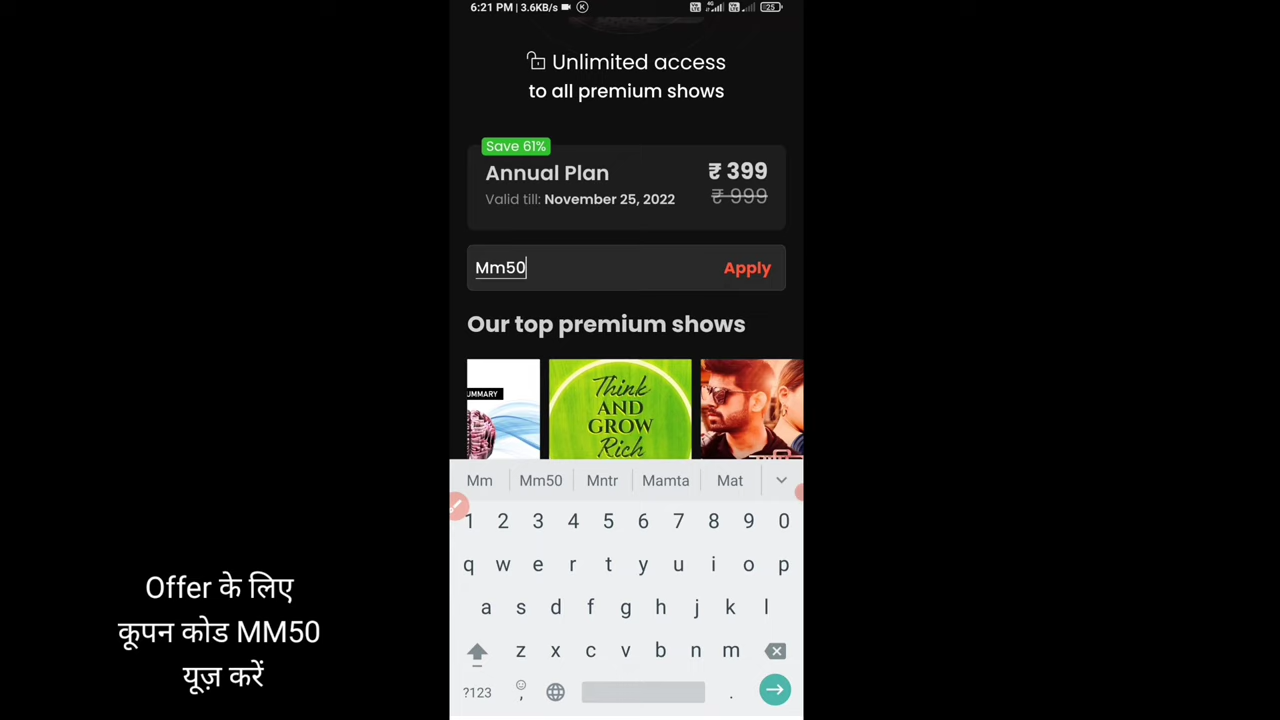 6:21 PM | 3.6KB/s
25
Unlimited access
to all premium shows
Save 61%
Annual Plan
₹ 399
Valid till: November 25, 2022
₹ 999
Mm50
Apply
Our top premium shows
UMMARY
Think
AND
GROW
Rich
Mm Mm50 Mntr Mamta Mat
1 2 3 4 5 6 7 8 9 0
q w e r t y u i o p
a s d f g h j k l
z x c v b n m
?123 , .
Offer के लिए
कूपन कोड MM50
यूज़ करें